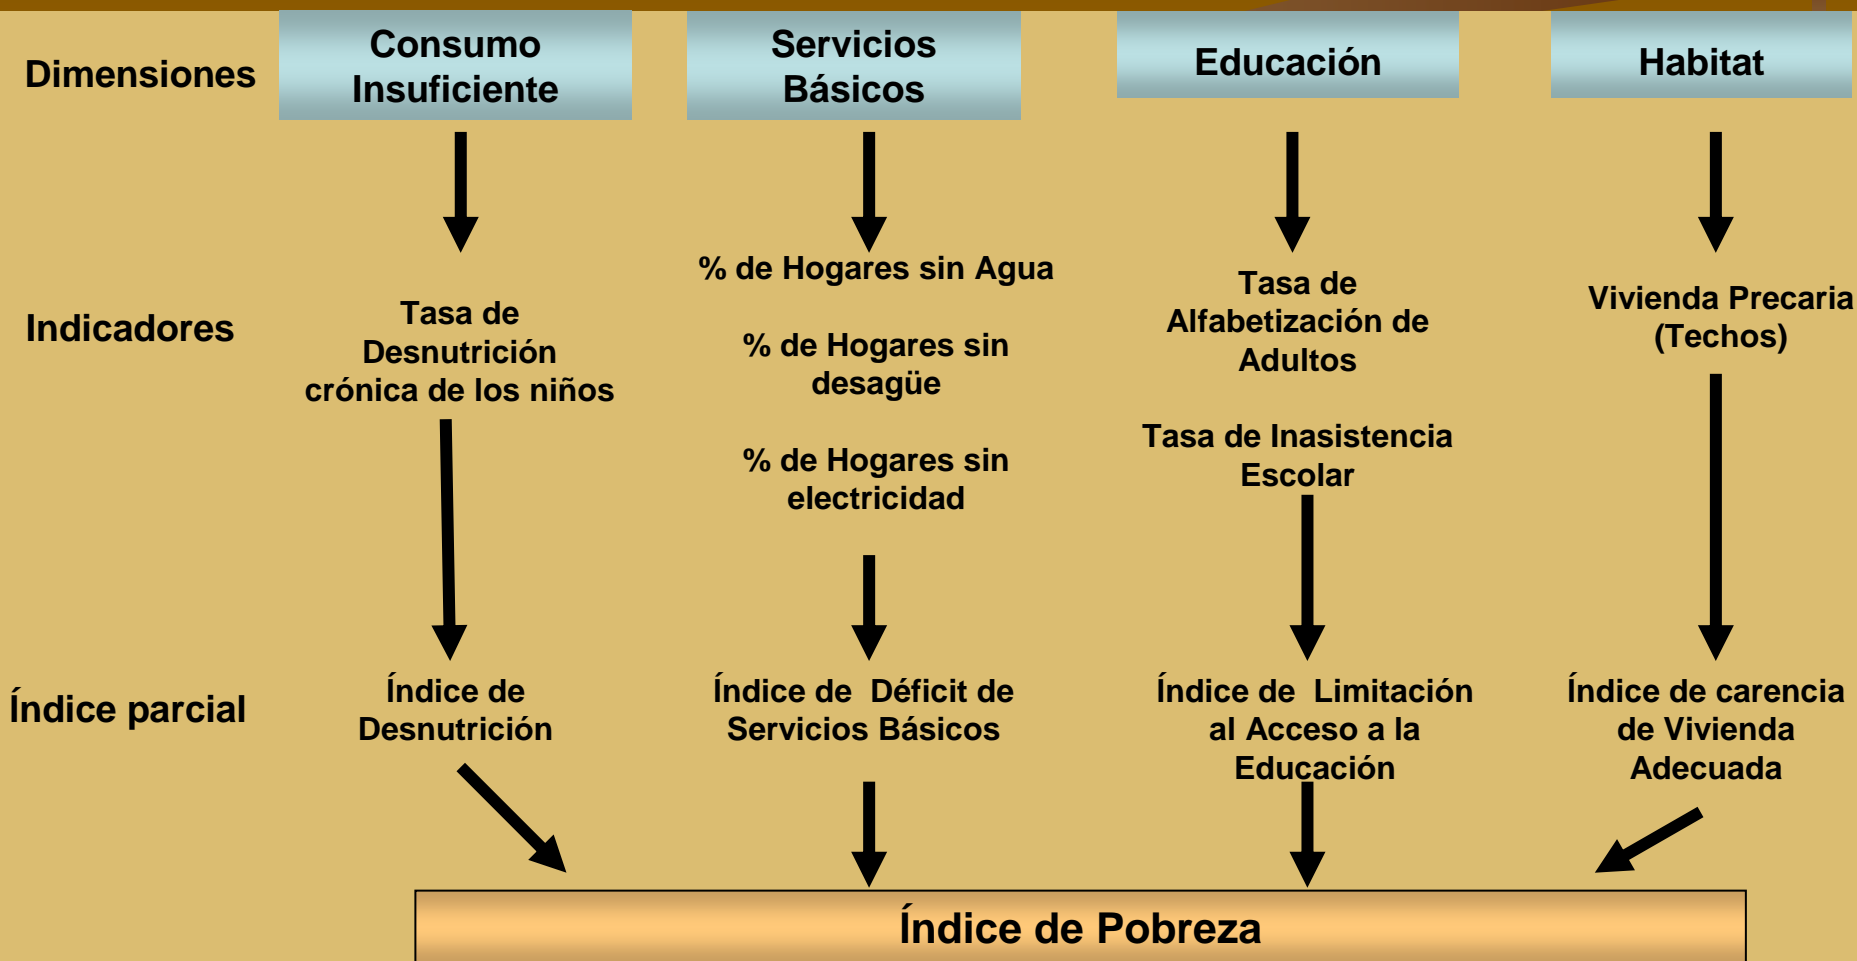 Dimensiones
Consumo
Insuficiente
Servicios
Básicos
Educación
Habitat
Indicadores
Tasa de
Desnutrición
crónica de los niños
% de Hogares sin Agua
% de Hogares sin
desagüe
% de Hogares sin
electricidad
Tasa de
Alfabetización de
Adultos
Tasa de Inasistencia
Escolar
Vivienda Precaria
(Techos)
Índice parcial
Índice de
Desnutrición
Índice de Déficit de
Servicios Básicos
Índice de Limitación
al Acceso a la
Educación
Índice de carencia
de Vivienda
Adecuada
Índice de Pobreza